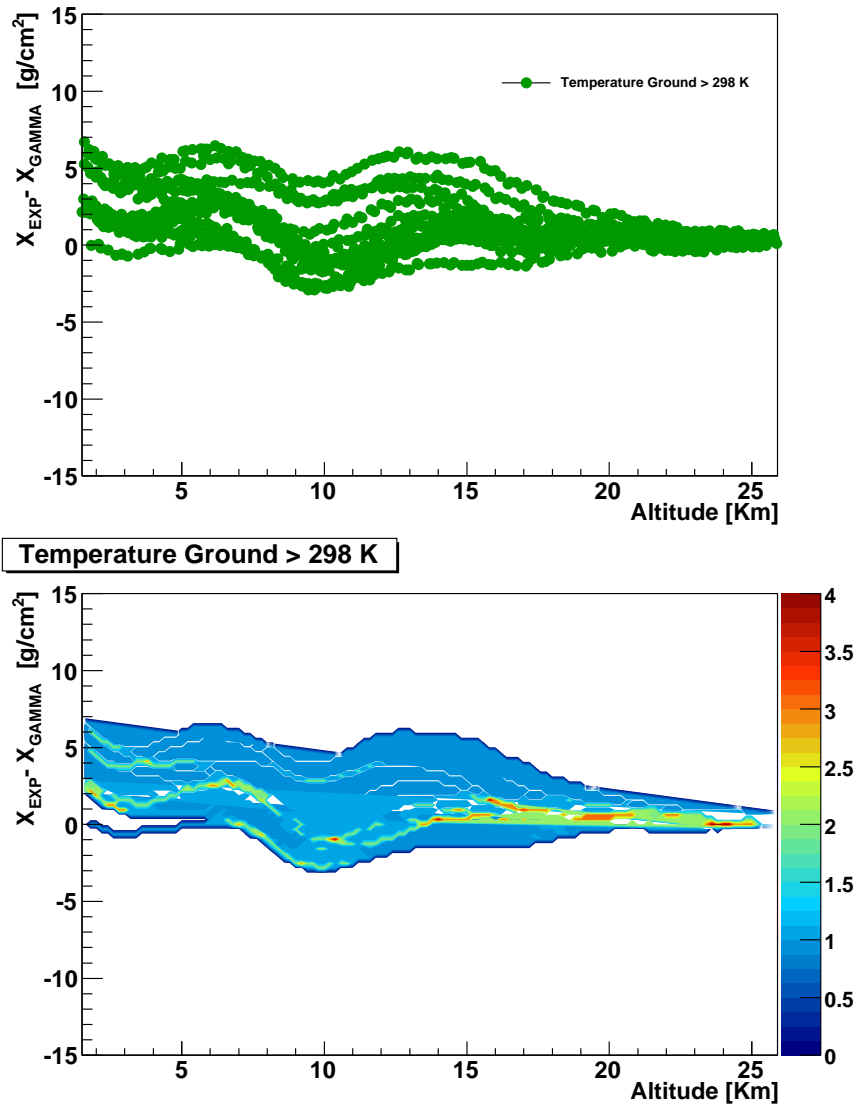 X_EXP - X_GAMMA [g/cm²]
15
10
5
0
-5
-10
-15
Temperature Ground > 298 K
5 10 15 20 25
Altitude [Km]
Temperature Ground > 298 K
X_EXP - X_GAMMA [g/cm²]
15
10
5
0
-5
-10
-15
4
3.5
3
2.5
2
1.5
1
0.5
0
5 10 15 20 25
Altitude [Km]